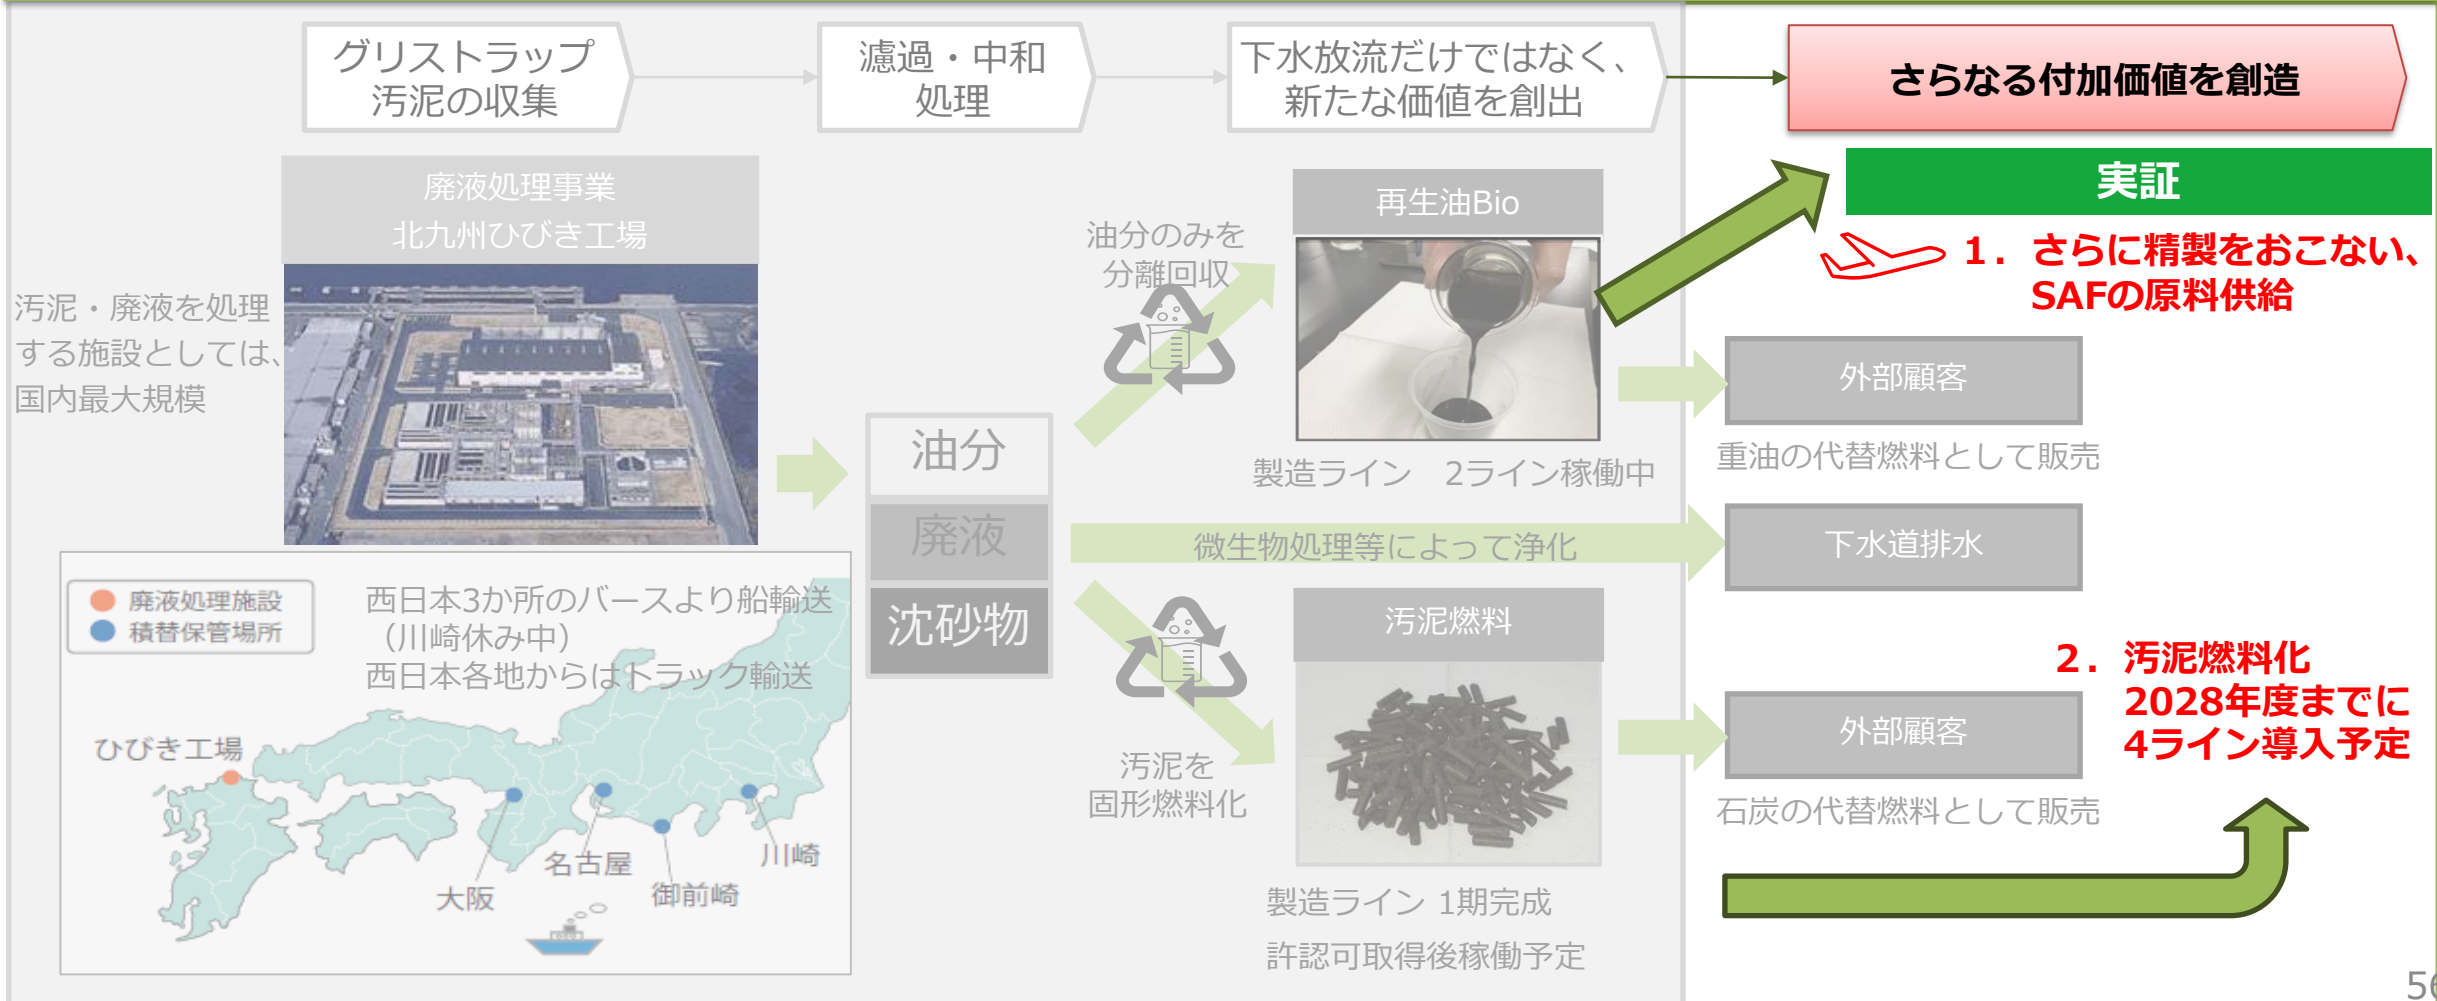 グリストラップ
汚泥の収集
濾過・中和
処理
下水放流だけではなく、
新たな価値を創出
さらなる付加価値を創造
廃液処理事業
北九州ひびき工場
汚泥・廃液を処理
する施設としては、
国内最大規模
油分
廃液
沈砂物
油分のみを
分離回収
再生油Bio
製造ライン 2ライン稼働中
実証
1. さらに精製をおこない、
SAFの原料供給
外部顧客
重油の代替燃料として販売
微生物処理等によって浄化
下水道排水
汚泥を
固形燃料化
汚泥燃料
製造ライン 1期完成
許認可取得後稼働予定
2. 汚泥燃料化
2028年度までに
4ライン導入予定
外部顧客
石炭の代替燃料として販売
廃液処理施設
積替保管場所
西日本3か所のバースより船輸送
（川崎休み中）
西日本各地からはトラック輸送
ひびき工場
大阪
名古屋
御前崎
川崎